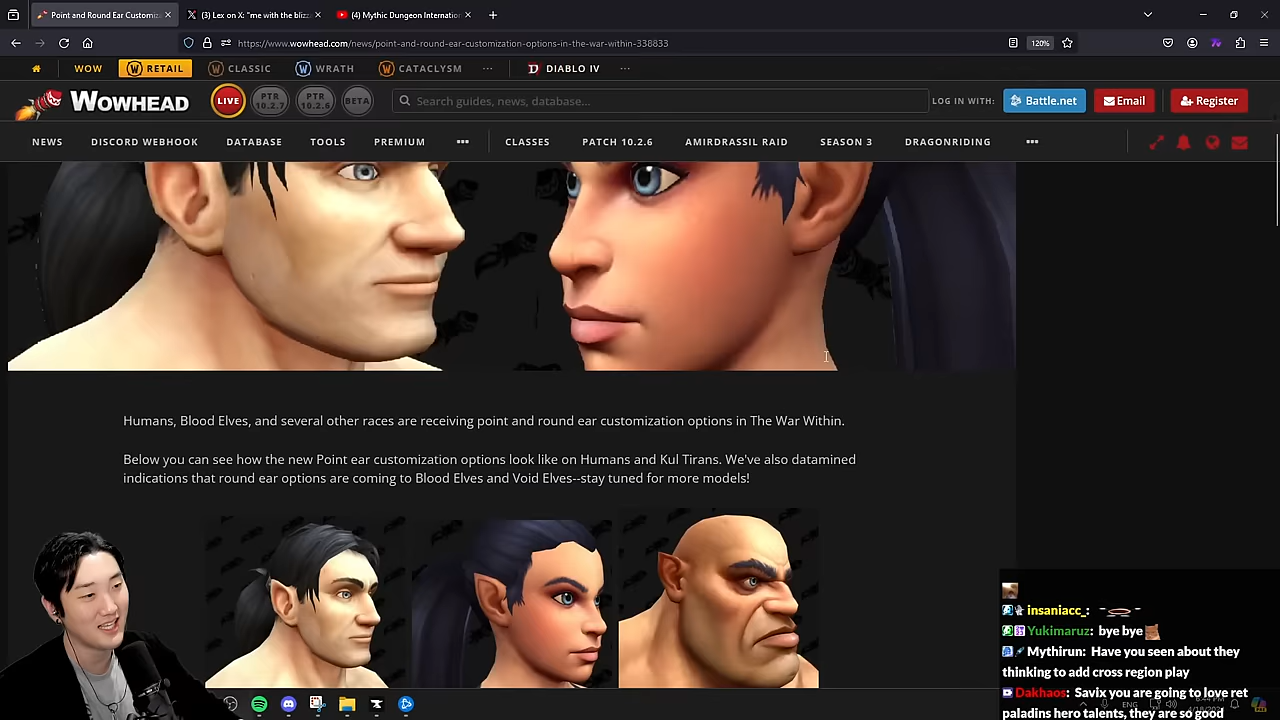 Point and Round Ear Customiz
(3) Lex on X: "me with the blizz
(4) Mythic Dungeon Internation
https://www.wowhead.com/news/point-and-round-ear-customization-options-in-the-war-within-338833
120%
WOW
RETAIL
CLASSIC
WRATH
CATACLYSM
DIABLO IV
WOWHEAD
LIVE
PTR 10.2.7
PTR 10.2.6
BETA
Search guides, news, database...
LOG IN WITH:
Battle.net
Email
Register
NEWS
DISCORD WEBHOOK
DATABASE
TOOLS
PREMIUM
CLASSES
PATCH 10.2.6
AMIRDRASSIL RAID
SEASON 3
DRAGONRIDING
Humans, Blood Elves, and several other races are receiving point and round ear customization options in The War Within.
Below you can see how the new Point ear customization options look like on Humans and Kul Tirans. We've also datamined
indications that round ear options are coming to Blood Elves and Void Elves--stay tuned for more models!
insaniacc_:
Yukimaruz: bye bye
Mythirun: Have you seen about they
thinking to add cross region play
Dakhaos: Savix you are going to love ret
paladins hero talents, they are so good
ENG